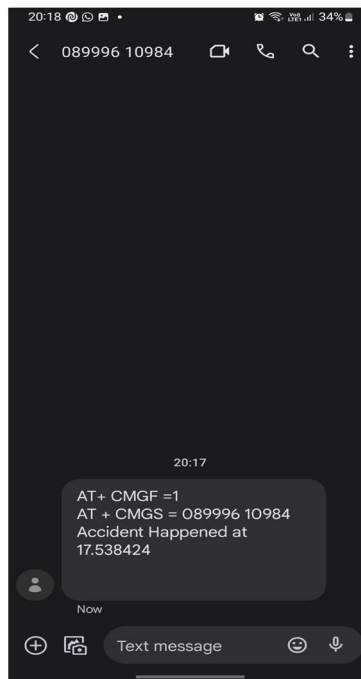 20:18
34%
089996 10984
20:17
AT+ CMGF =1
AT + CMGS = 089996 10984
Accident Happened at
17.538424
Now
Text message